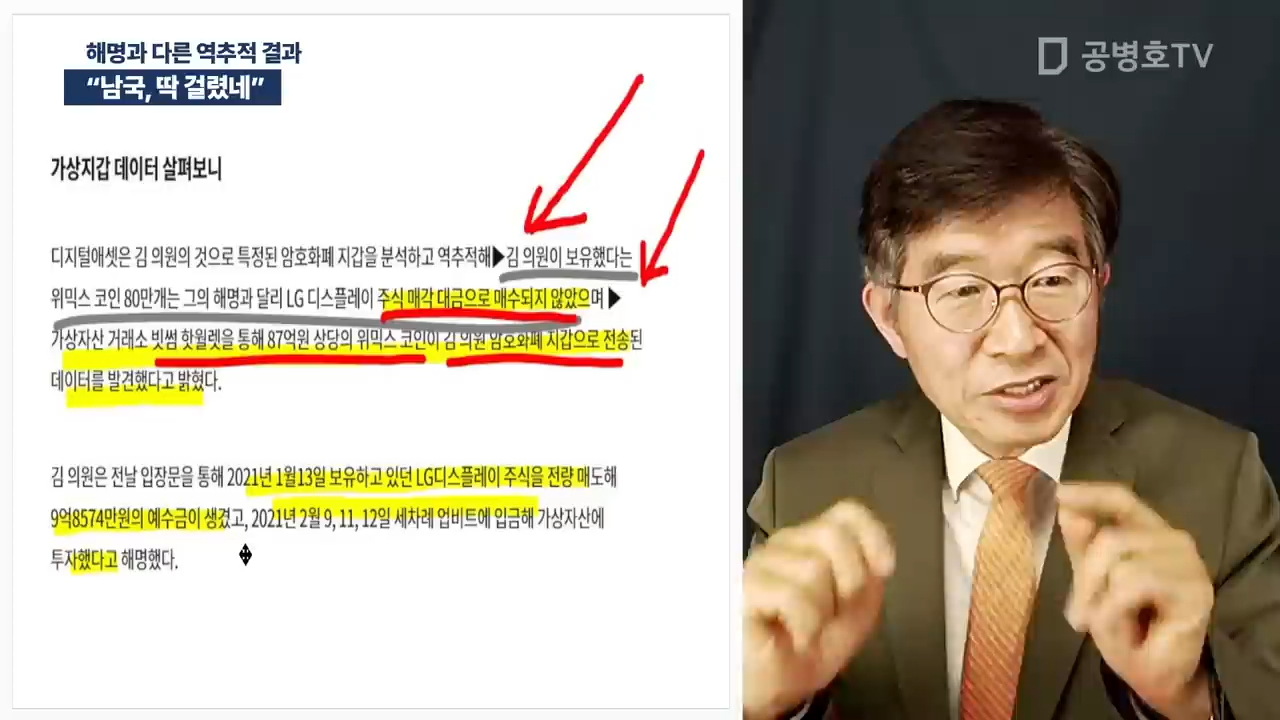 해명과 다른 역추적 결과
“남국, 딱 걸렸네”
공병호TV
가상지갑 데이터 살펴보니
디지털애셋은 김 의원의 것으로 특정된 암호화폐 지갑을 분석하고 역추적해▶김 의원이 보유했다는
위믹스 코인 80만개는 그의 해명과 달리 LG 디스플레이 주식 매각 대금으로 매수되지 않았으며 ▶
가상자산 거래소 빗썸 핫월렛을 통해 87억원 상당의 위믹스 코인이 김 의원 암호화폐 지갑으로 전송된
데이터를 발견했다고 밝혔다.
김 의원은 전날 입장문을 통해 2021년 1월13일 보유하고 있던 LG디스플레이 주식을 전량 매도해
9억8574만원의 예수금이 생겼고, 2021년 2월 9, 11, 12일 세차례 업비트에 입금해 가상자산에
투자했다고 해명했다.